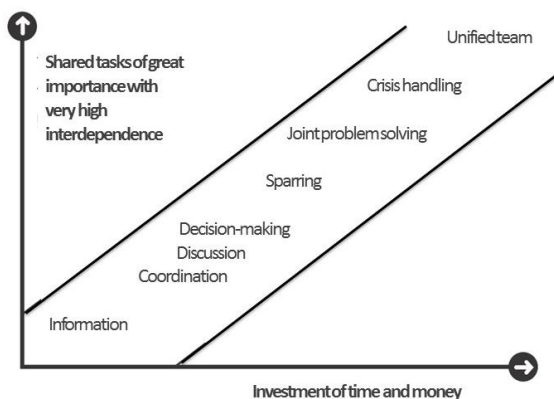 Unified team
Shared tasks of great
importance with
very high
interdependence
Crisis handling
Joint problem solving
Sparring
Decision-making
Discussion
Coordination
Information
Investment of time and money